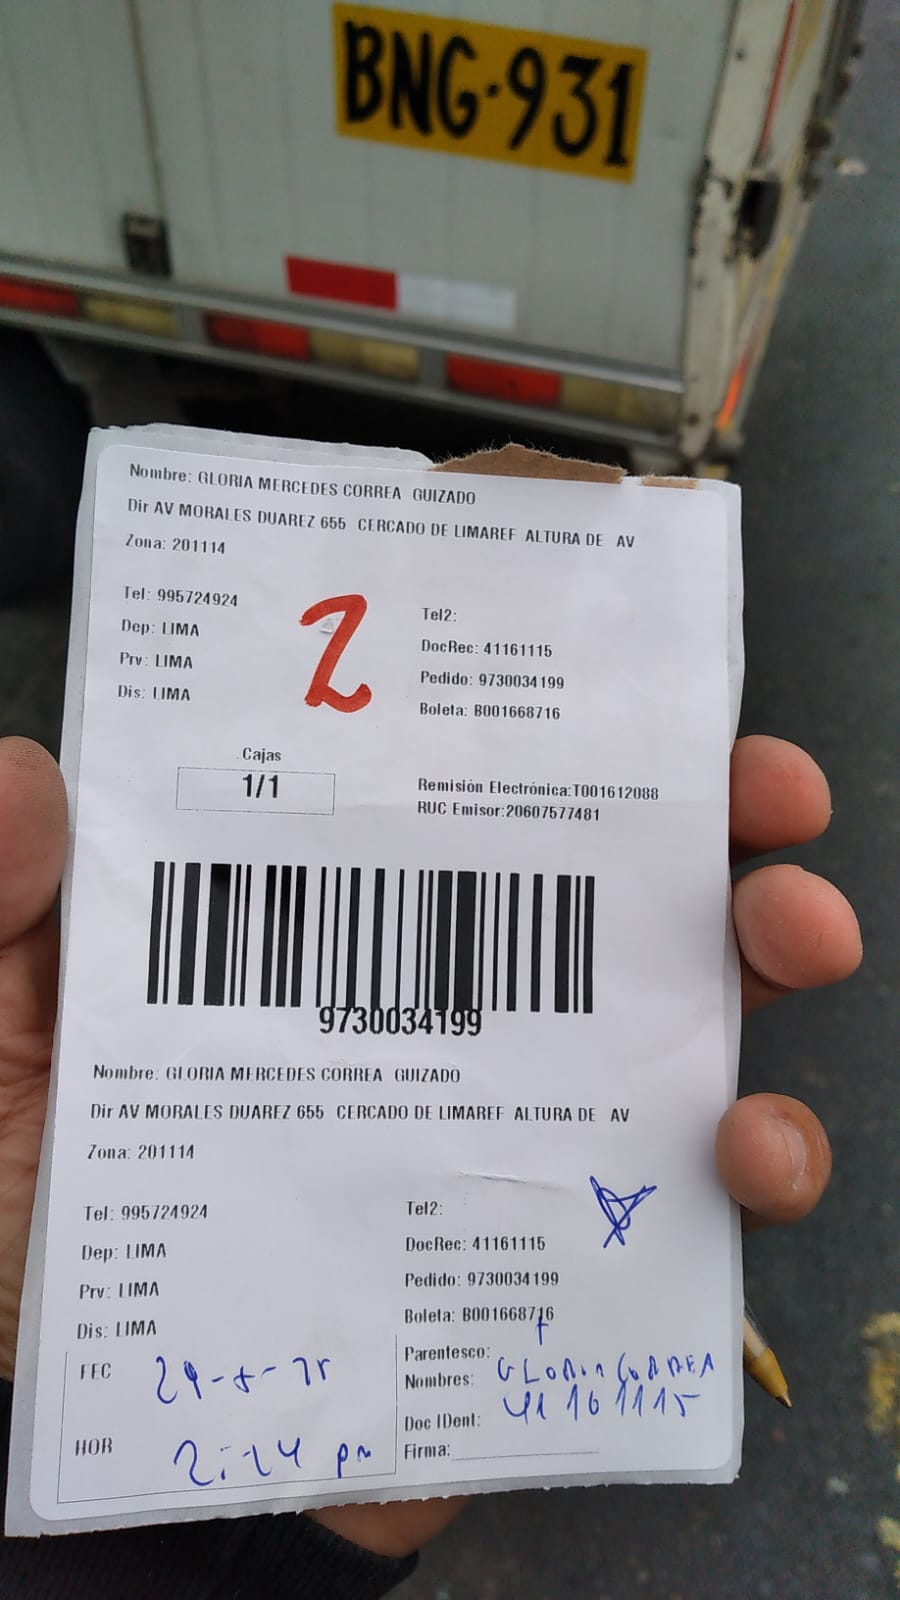 BNG·931
Nombre: GLORIA MERCEDES CORREA GUIZADO
Dir AV MORALES DUAREZ 655 CERCADO DE LIMAREF ALTURA DE AV
Zona: 201114
Tel: 995724924
Dep: LIMA
Prv: LIMA
Dis: LIMA
2
Tel2:
DocRec: 41161115
Pedido: 9730034199
Boleta: B001668716
Cajas
1/1
Remisión Electrónica:T001612088
RUC Emisor:20607577481
9730034199
Nombre: GLORIA MERCEDES CORREA GUIZADO
Dir AV MORALES DUAREZ 655 CERCADO DE LIMAREF ALTURA DE AV
Zona: 201114
Tel: 995724924
Dep: LIMA
Prv: LIMA
Dis: LIMA
Tel2:
DocRec: 41161115
Pedido: 9730034199
Boleta: B001668716
FEC
HOR 2:24 pm
Parentesco:
Nombres: GLORIA CORREA
Doc IDent: 41161115
Firma: